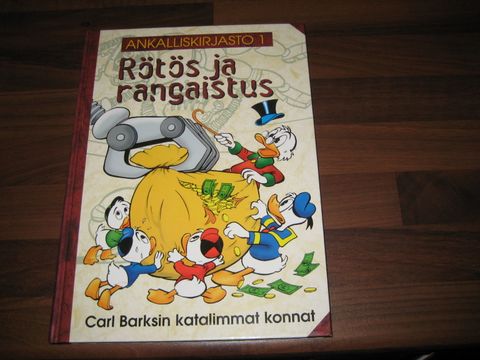 ANKALLISKIRJASTO 1
Rötös ja
rangaistus
Carl Barksin katalimmat konnat